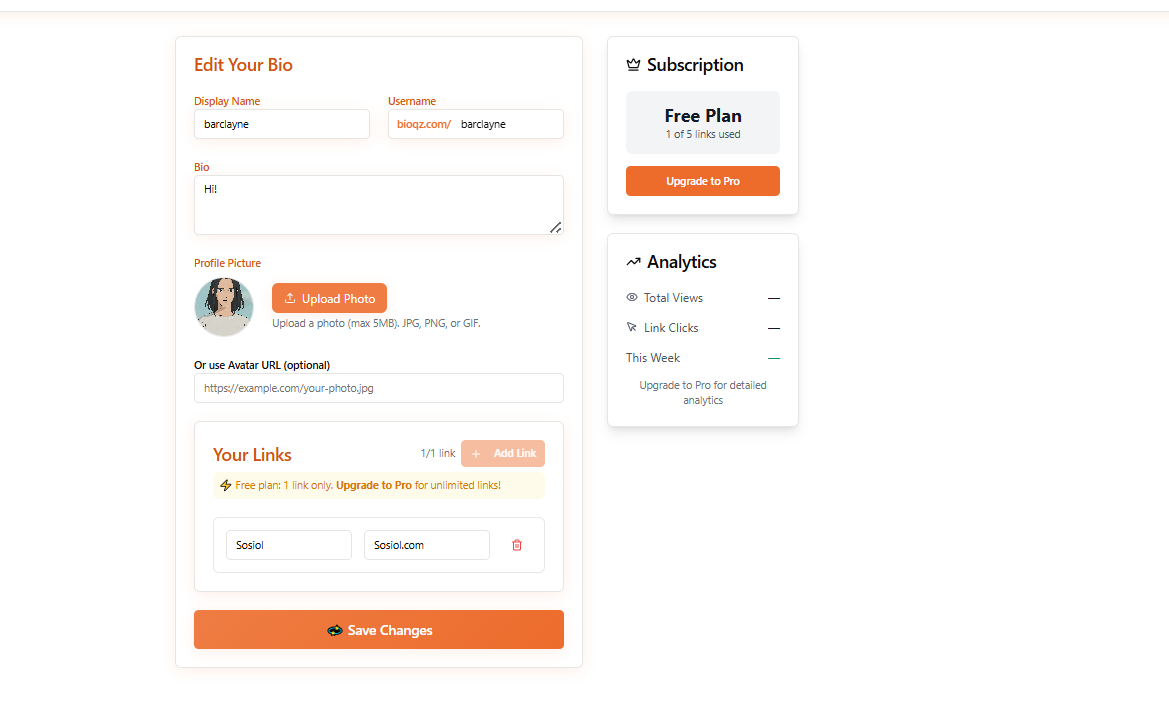 Edit Your Bio
Display Name
Username
barclayne
bioqz.com/ barclayne
Bio
Hi!
Profile Picture
Upload Photo
Upload a photo (max 5MB). JPG, PNG, or GIF.
Or use Avatar URL (optional)
https://example.com/your-photo.jpg
Your Links
1/1 link
+ Add Link
Free plan: 1 link only. Upgrade to Pro for unlimited links!
Sosiol
Sosiol.com
Save Changes
Subscription
Free Plan
1 of 5 links used
Upgrade to Pro
Analytics
Total Views —
Link Clicks —
This Week —
Upgrade to Pro for detailed
analytics